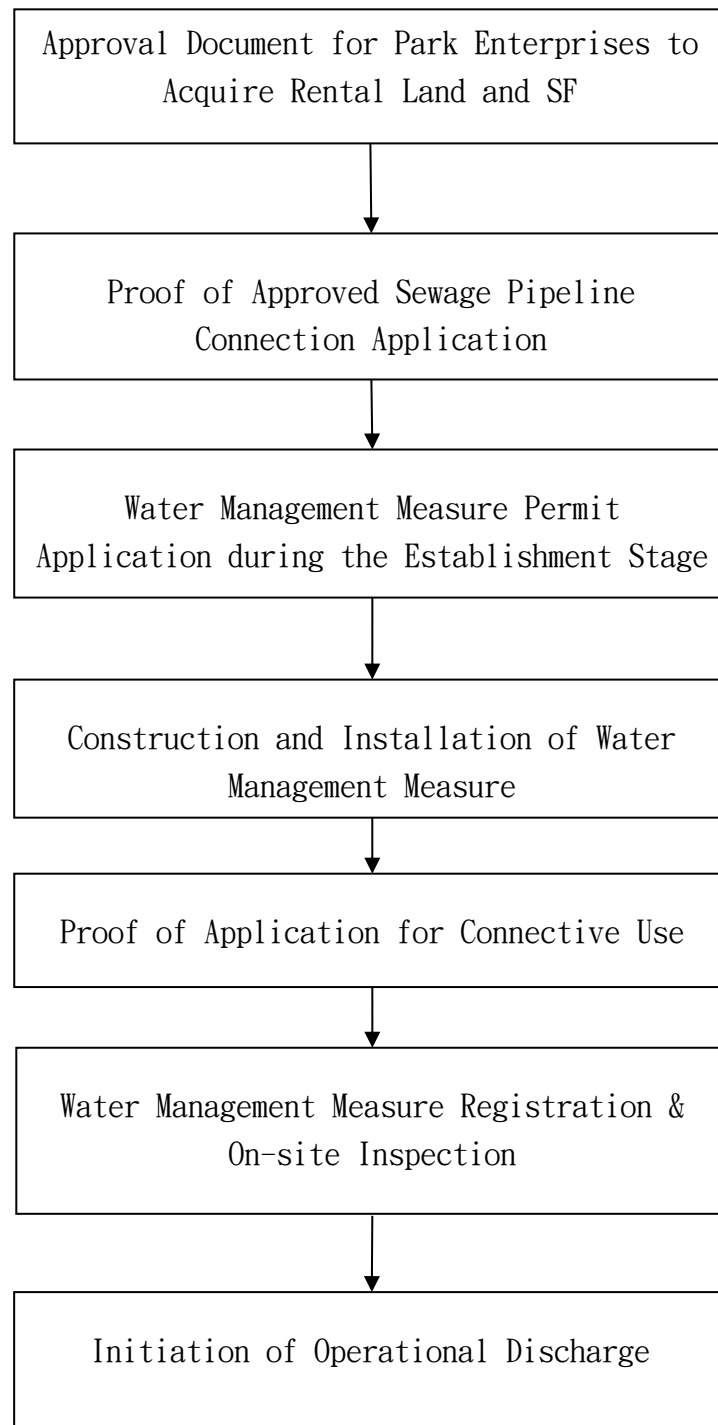 Approval Document for Park Enterprises to
Acquire Rental Land and SF
Proof of Approved Sewage Pipeline
Connection Application
Water Management Measure Permit
Application during the Establishment Stage
Construction and Installation of Water
Management Measure
Proof of Application for Connective Use
Water Management Measure Registration &
On-site Inspection
Initiation of Operational Discharge